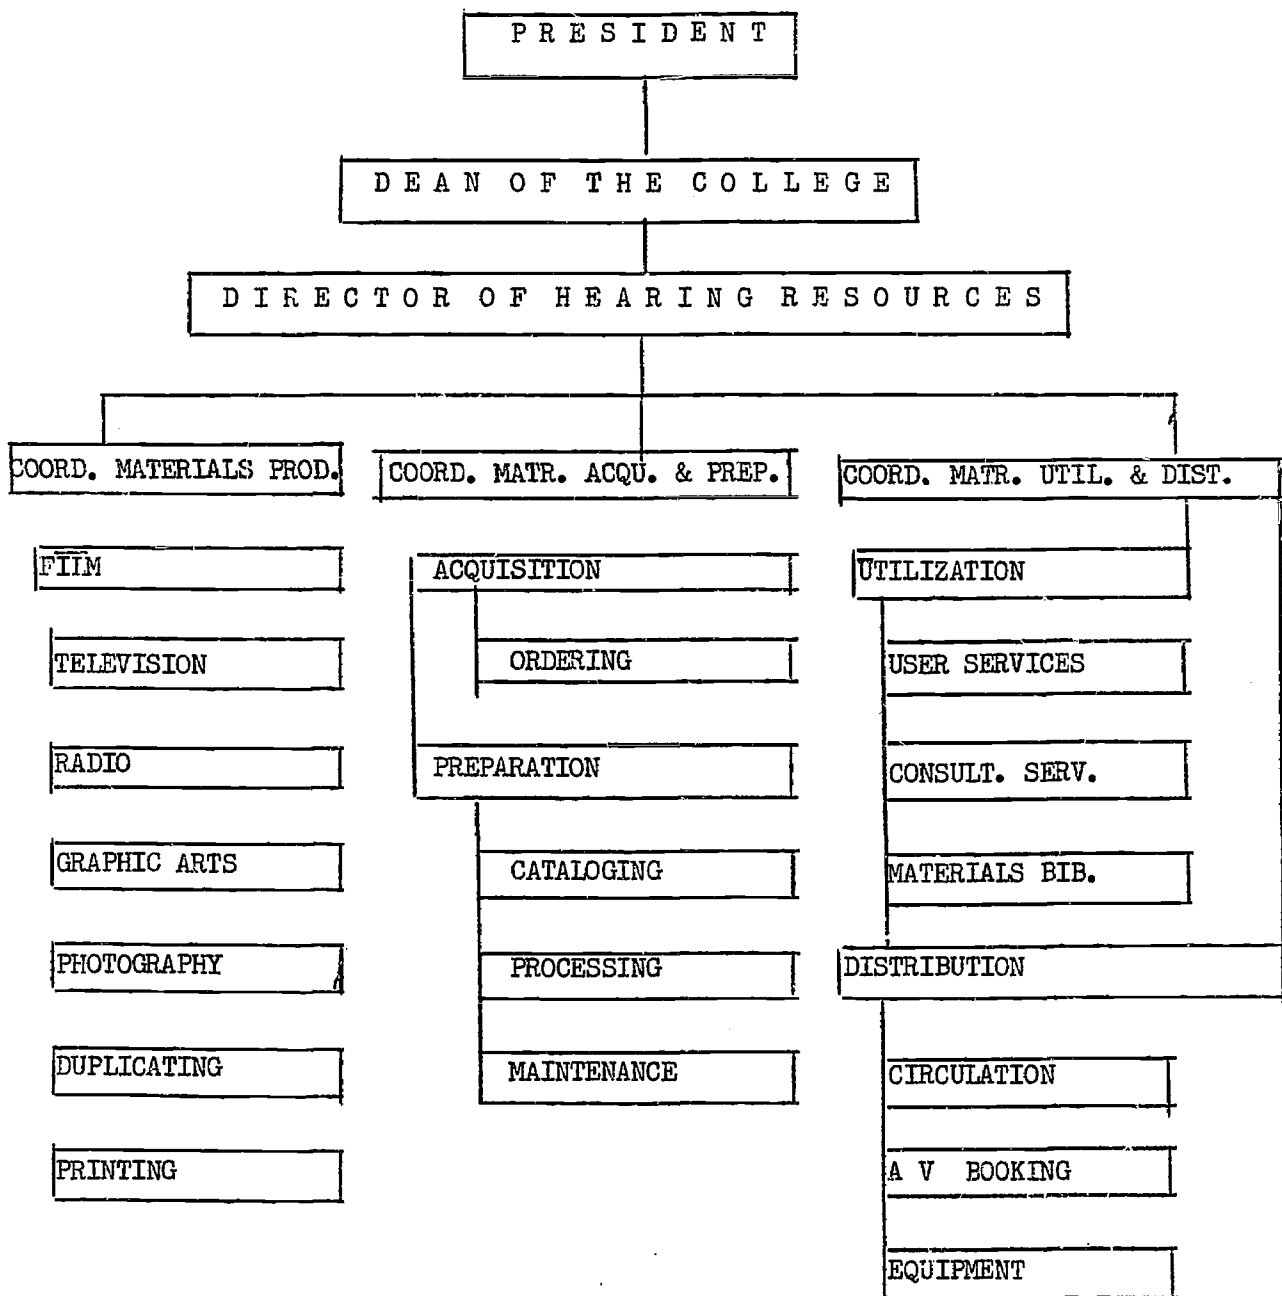 PRESIDENT
DEAN OF THE COLLEGE
DIRECTOR OF HEARING RESOURCES
COORD. MATERIALS PROD.
FIIM
TELEVISION
RADIO
GRAPHIC ARTS
PHOTOGRAPHY
DUPLICATING
PRINTING
COORD. MATR. ACQU. & PREP.
ACQUISITION
ORDERING
PREPARATION
CATALOGING
PROCESSING
MAINTENANCE
COORD. MATR. UTIL. & DIST.
UTILIZATION
USER SERVICES
CONSULT. SERV.
MATERIALS BIB.
DISTRIBUTION
CIRCULATION
A V BOOKING
EQUIPMENT